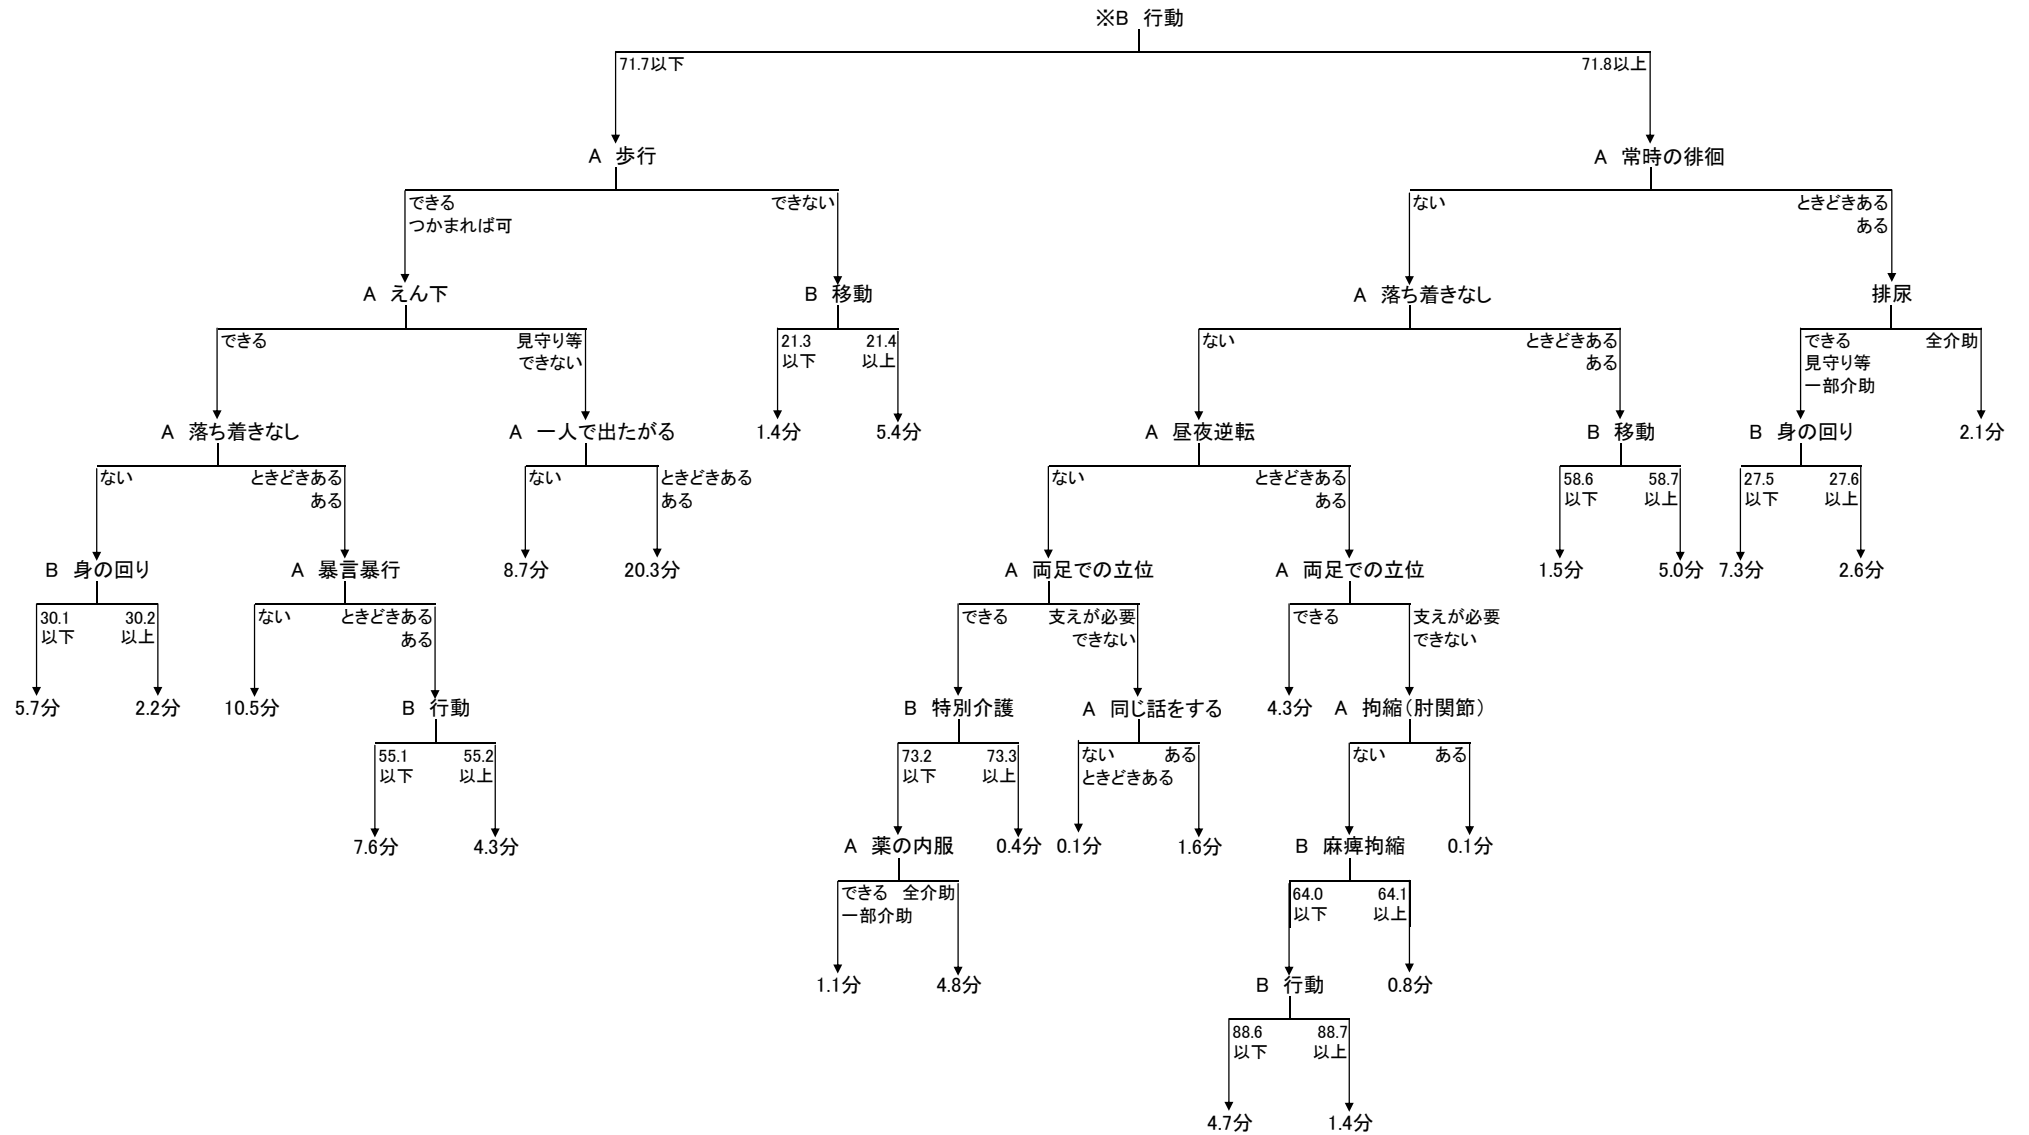 ※B 行動
71.7以下 71.8以上
A 歩行 A 常時の徘徊
できる できない ない ときどきある
つかまれば可 ある
A えん下 B 移動 A 落ち着きなし 排尿
できる 見守り等 21.3 21.4 ない ときどきある できる 全介助
できない 以下 以上 ある 見守り等
一部介助
A 落ち着きなし A 一人で出たがる 1.4分 5.4分 A 昼夜逆転 B 移動 B 身の回り 2.1分
ない ときどきある ない ときどきある ない ときどきある 58.6 58.7 27.5 27.6
ある ある ある 以下 以上 以下 以上
B 身の回り A 暴言暴行 8.7分 20.3分 A 両足での立位 A 両足での立位 1.5分 5.0分 7.3分 2.6分
30.1 30.2 ない ときどきある できる 支えが必要 できる 支えが必要
以下 以上 ある できない できない
5.7分 2.2分 10.5分 B 行動 B 特別介護 A 同じ話をする 4.3分 A 拘縮（肘関節）
55.1 55.2 73.2 73.3 ない ある ない ある
以下 以上 以下 以上 ときどきある
7.6分 4.3分 A 薬の内服 0.4分 0.1分 1.6分 B 麻痺拘縮 0.1分
できる 全介助 64.0 64.1
一部介助 以下 以上
1.1分 4.8分 B 行動 0.8分
88.6 88.7
以下 以上
4.7分 1.4分